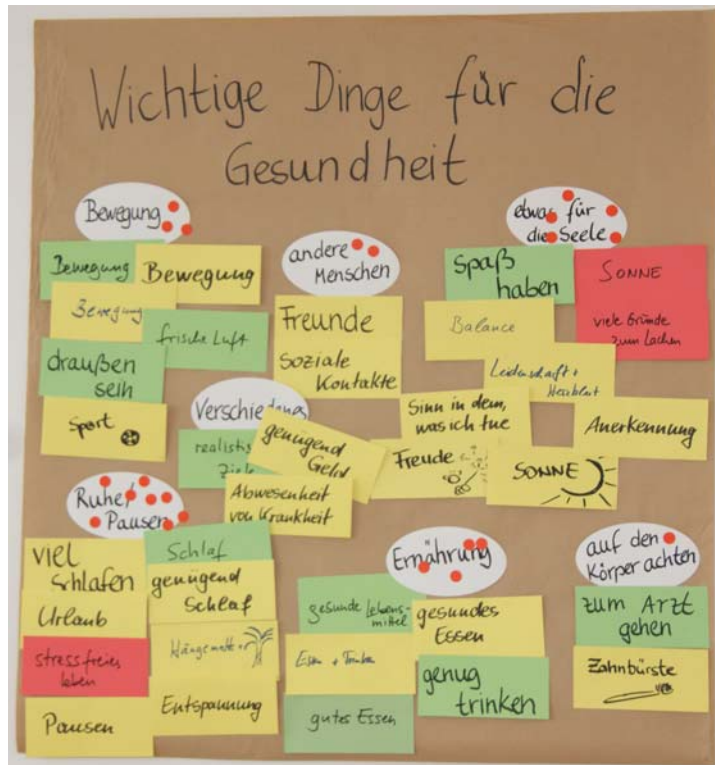 Wichtige Dinge für die
Gesundheit
Bewegung
Bewegung
Bewegung
Bewegung
frische Luft
draußen
sein
Sport
andere
Menschen
Freunde
soziale
Kontakte
etwas für
die Seele
Spaß
haben
SONNE
viele Gründe
zum Lachen
Balance
Leidenschaft +
Herzblut
Sinn in dem,
was ich tue
Anerkennung
Freude
SONNE
Verschiedenes
realistis
Ziele
genügend
Geld
Abwesenheit
von Krankheit
Ruhe/
Pausen
viel
schlafen
Urlaub
stressfreies
leben
Pausen
Schlaf
genügend
Schlaf
Hängematte
Entspannung
Ernährung
gesunde Lebens-
mittel
gesundes
Essen
Essen + Trinken
genug
trinken
gutes Essen
auf den
Körper achten
zum Arzt
gehen
Zahnbürste